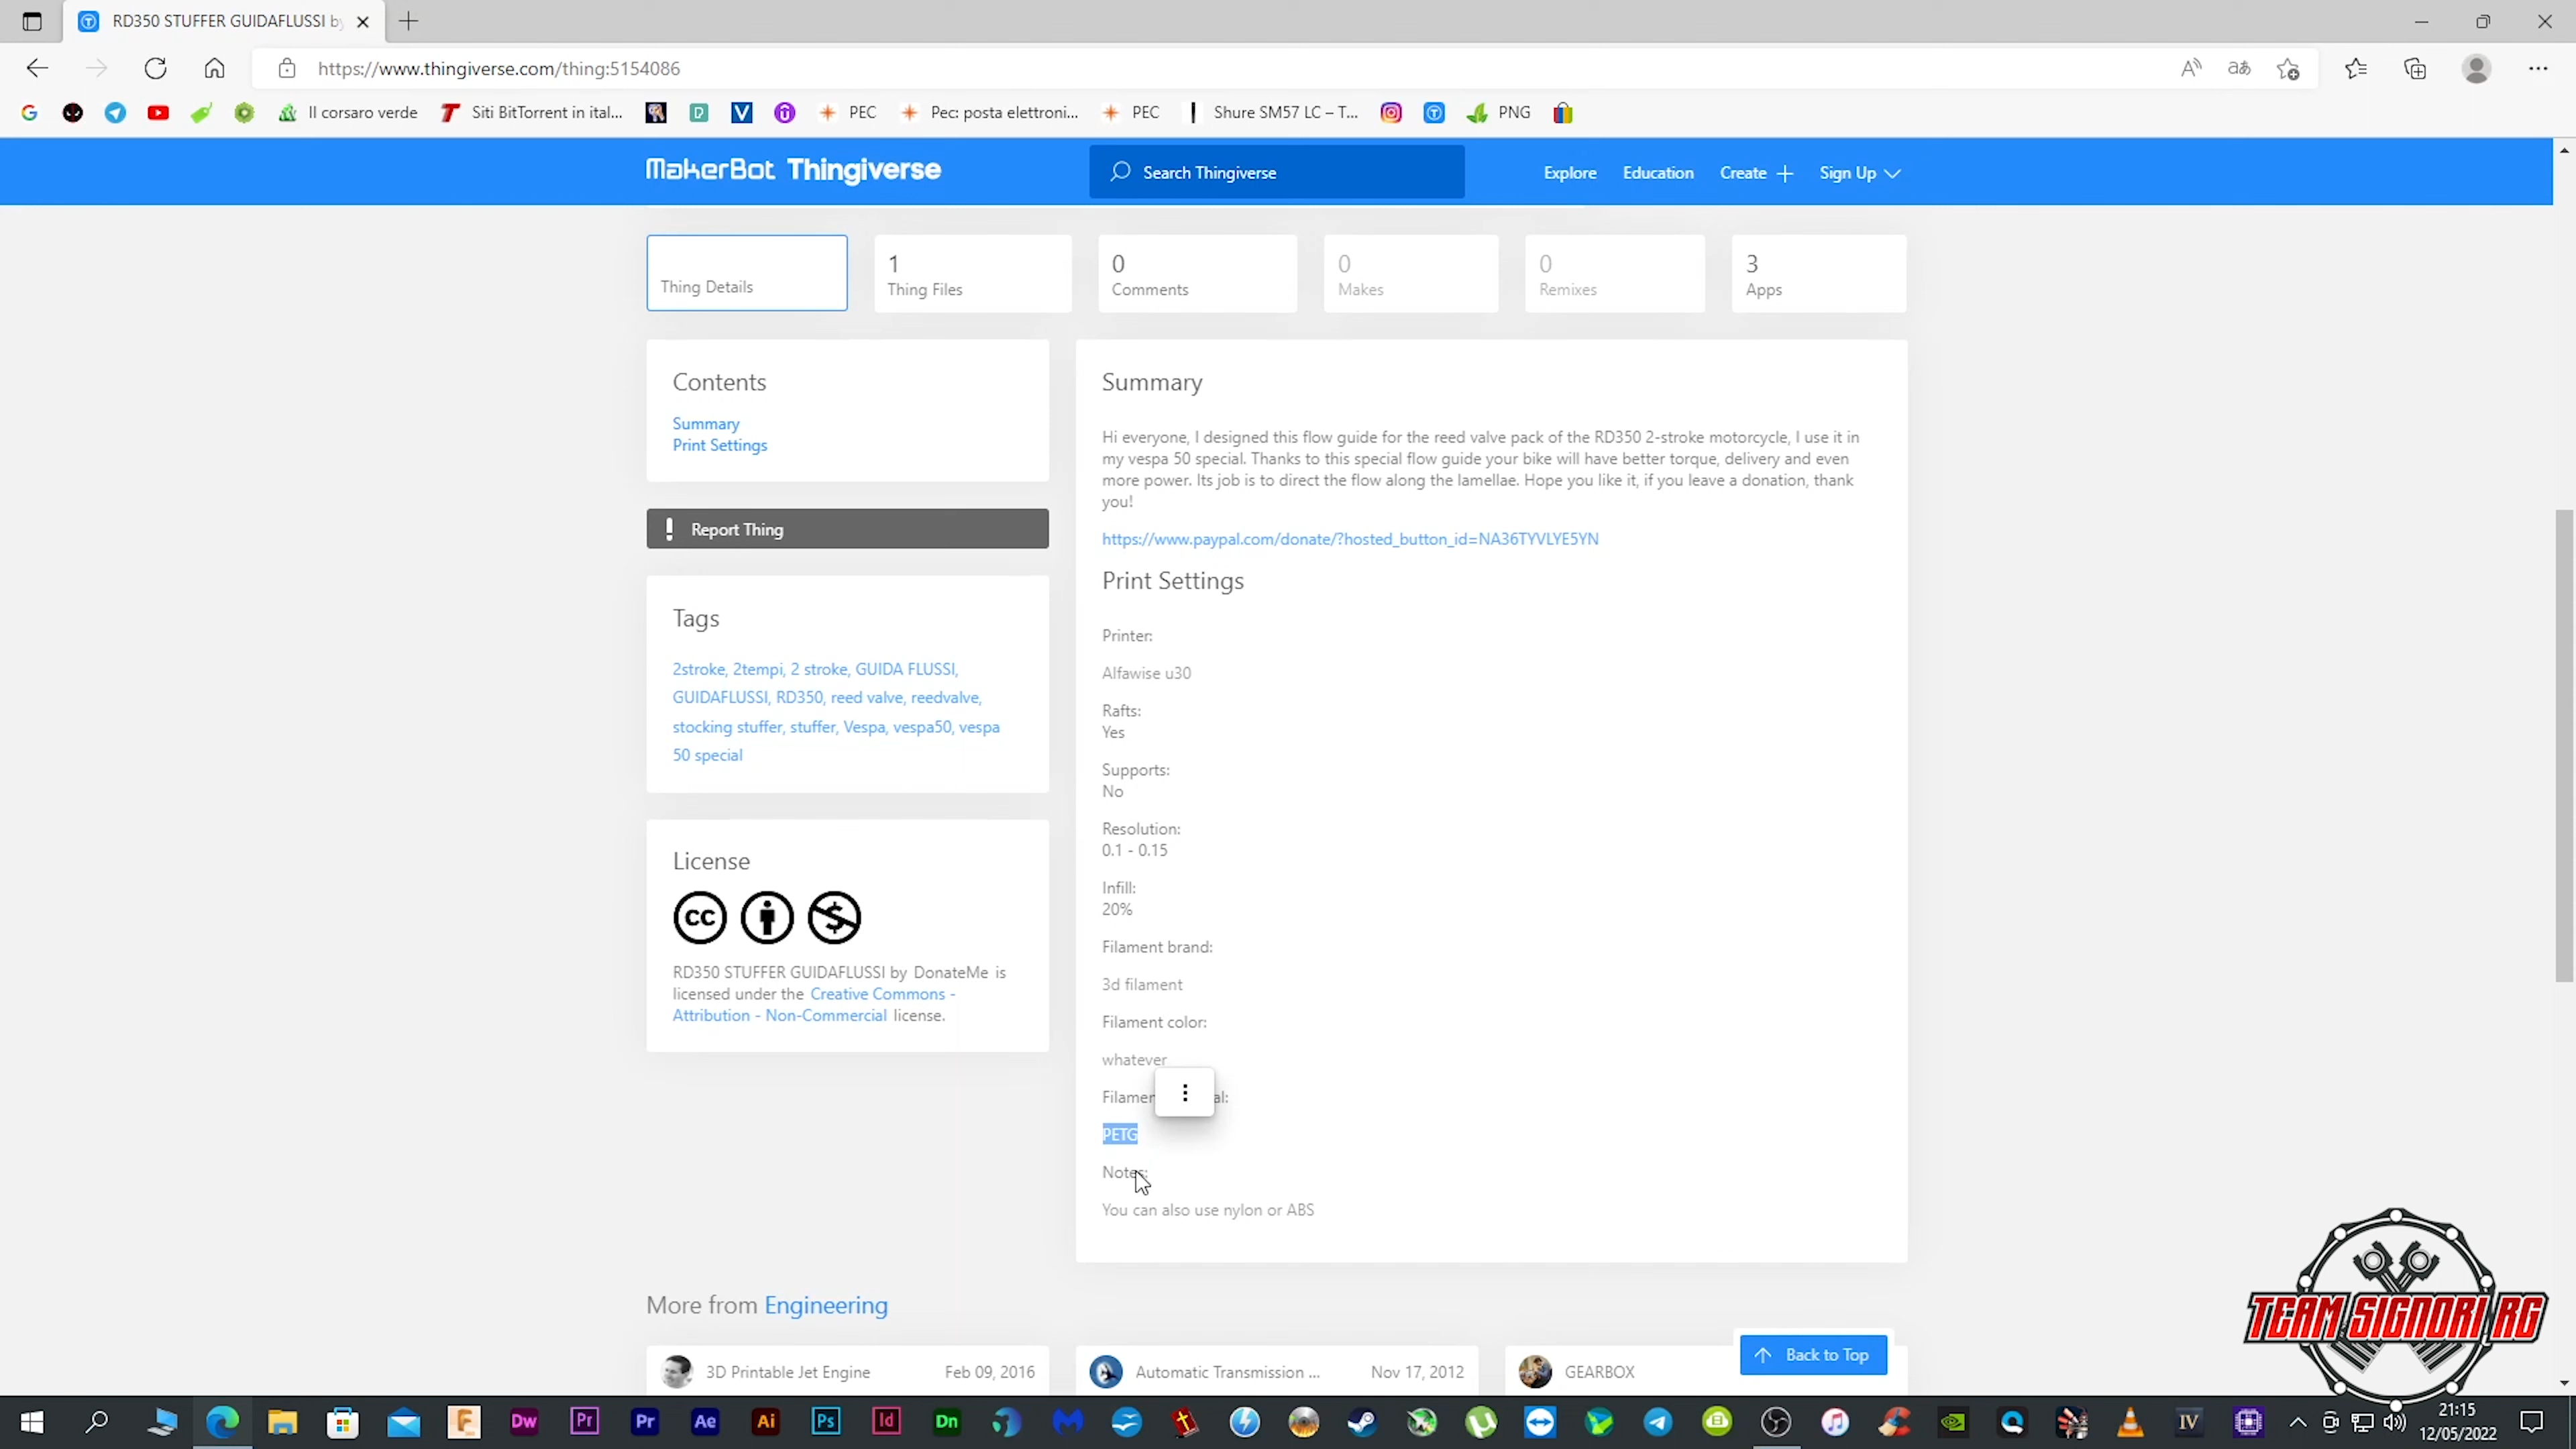 RD350 STUFFER GUIDAFLUSSI by
https://www.thingiverse.com/thing:5154086
Il corsaro verde
Siti BitTorrent in ital...
PEC
Pec: posta elettroni...
PEC
Shure SM57 LC – T...
PNG
MakerBot Thingiverse
Search Thingiverse
Explore
Education
Create
Sign Up
Thing Details
1
Thing Files
0
Comments
0
Makes
0
Remixes
3
Apps
Contents
Summary
Print Settings
Report Thing
Tags
2stroke, 2tempi, 2 stroke, GUIDA FLUSSI,
GUIDAFLUSSI, RD350, reed valve, reedvalve,
stocking stuffer, stuffer, Vespa, vespa50, vespa
50 special
License
RD350 STUFFER GUIDAFLUSSI by DonateMe is
licensed under the Creative Commons -
Attribution - Non-Commercial license.
Summary
Hi everyone, I designed this flow guide for the reed valve pack of the RD350 2-stroke motorcycle, I use it in
my vespa 50 special. Thanks to this special flow guide your bike will have better torque, delivery and even
more power. Its job is to direct the flow along the lamellae. Hope you like it, if you leave a donation, thank
you!
https://www.paypal.com/donate/?hosted_button_id=NA36TYVLYE5YN
Print Settings
Printer:
Alfawise u30
Rafts:
Yes
Supports:
No
Resolution:
0.1 - 0.15
Infill:
20%
Filament brand:
3d filament
Filament color:
whatever
PETG
Notes:
You can also use nylon or ABS
More from Engineering
3D Printable Jet Engine
Feb 09, 2016
Automatic Transmission ...
Nov 17, 2012
GEARBOX
Back to Top
TEAM SIGNORI RG
21:15
12/05/2022